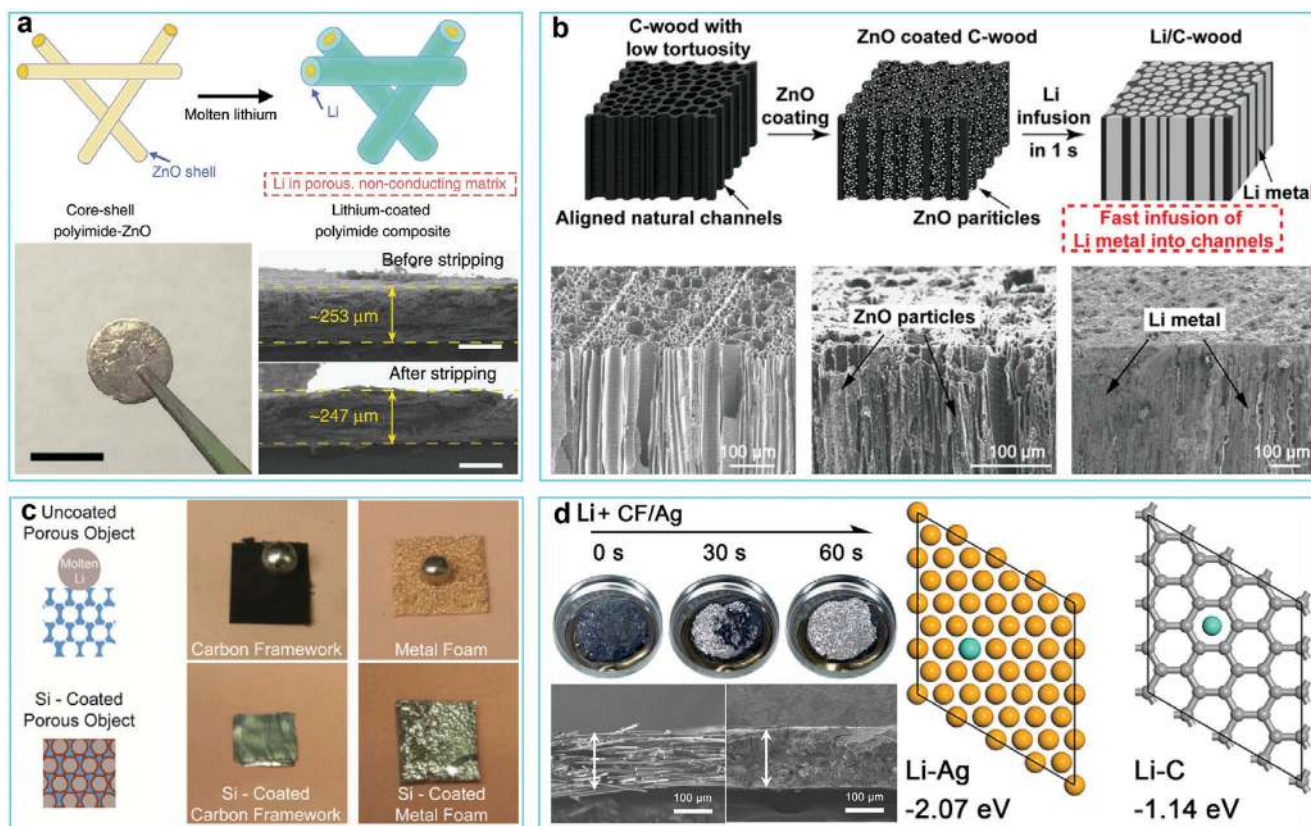 a
Li
Molten lithium
ZnO shell
Li in porous, non-conducting matrix
Core-shell
polyimide-ZnO
Lithium-coated
polyimide composite
Before stripping
~253 μm
After stripping
~247 μm
b
C-wood with
low tortuosity
ZnO
coating
Aligned natural channels
ZnO coated C-wood
ZnO pariticles
Li
infusion
in 1 s
Li/C-wood
Li metal
Fast infusion of
Li metal into channels
100 μm
ZnO particles
100 μm
Li metal
100 μm
c
Uncoated
Porous Object
Molten
Li
Carbon Framework
Metal Foam
Si - Coated
Porous Object
Si - Coated
Carbon Framework
Si - Coated
Metal Foam
d
Li+ CF/Ag
0 s
30 s
60 s
100 μm
100 μm
Li-Ag
-2.07 eV
Li-C
-1.14 eV